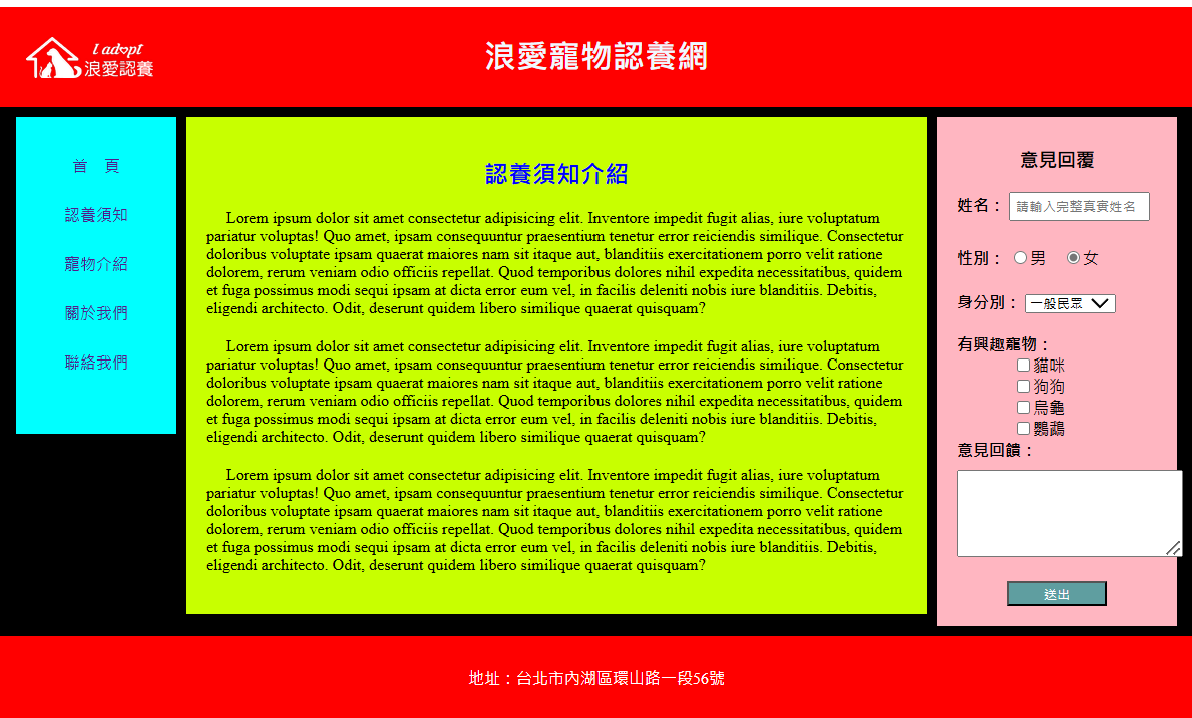 I adopt
浪愛認養
浪愛寵物認養網
首　頁
認養須知
寵物介紹
關於我們
聯絡我們
認養須知介紹
Lorem ipsum dolor sit amet consectetur adipisicing elit. Inventore impedit fugit alias, iure voluptatum
pariatur voluptas! Quo amet, ipsam consequuntur praesentium tenetur error reiciendis similique. Consectetur
doloribus voluptate ipsam quaerat maiores nam sit itaque aut, blanditiis exercitationem porro velit ratione
dolorem, rerum veniam odio officiis repellat. Quod temporibus dolores nihil expedita necessitatibus, quidem
et fuga possimus modi sequi ipsam at dicta error eum vel, in facilis deleniti nobis iure blanditiis. Debitis,
eligendi architecto. Odit, deserunt quidem libero similique quaerat quisquam?
Lorem ipsum dolor sit amet consectetur adipisicing elit. Inventore impedit fugit alias, iure voluptatum
pariatur voluptas! Quo amet, ipsam consequuntur praesentium tenetur error reiciendis similique. Consectetur
doloribus voluptate ipsam quaerat maiores nam sit itaque aut, blanditiis exercitationem porro velit ratione
dolorem, rerum veniam odio officiis repellat. Quod temporibus dolores nihil expedita necessitatibus, quidem
et fuga possimus modi sequi ipsam at dicta error eum vel, in facilis deleniti nobis iure blanditiis. Debitis,
eligendi architecto. Odit, deserunt quidem libero similique quaerat quisquam?
Lorem ipsum dolor sit amet consectetur adipisicing elit. Inventore impedit fugit alias, iure voluptatum
pariatur voluptas! Quo amet, ipsam consequuntur praesentium tenetur error reiciendis similique. Consectetur
doloribus voluptate ipsam quaerat maiores nam sit itaque aut, blanditiis exercitationem porro velit ratione
dolorem, rerum veniam odio officiis repellat. Quod temporibus dolores nihil expedita necessitatibus, quidem
et fuga possimus modi sequi ipsam at dicta error eum vel, in facilis deleniti nobis iure blanditiis. Debitis,
eligendi architecto. Odit, deserunt quidem libero similique quaerat quisquam?
意見回覆
姓名： 請輸入完整真實姓名
性別： 男 女
身分別： 一般民眾
有興趣寵物：
貓咪
狗狗
烏龜
鸚鵡
意見回饋：
送出
地址：台北市內湖區環山路一段56號